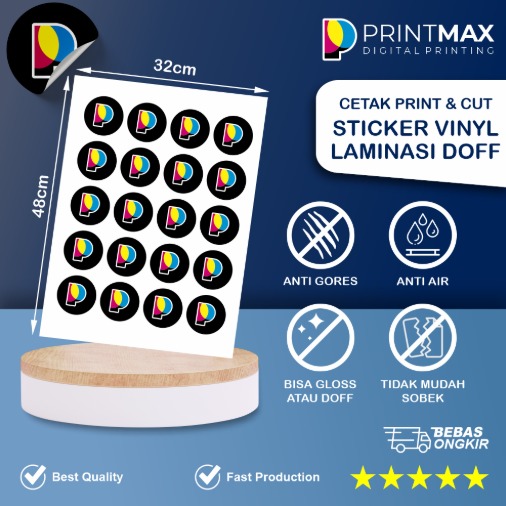 PRINTMAX
DIGITAL PRINTING
32cm
48cm
CETAK PRINT & CUT
STICKER VINYL
LAMINASI DOFF
ANTI GORES
ANTI AIR
BISA GLOSS
ATAU DOFF
TIDAK MUDAH
SOBEK
BEBAS
ONGKIR
Best Quality
Fast Production